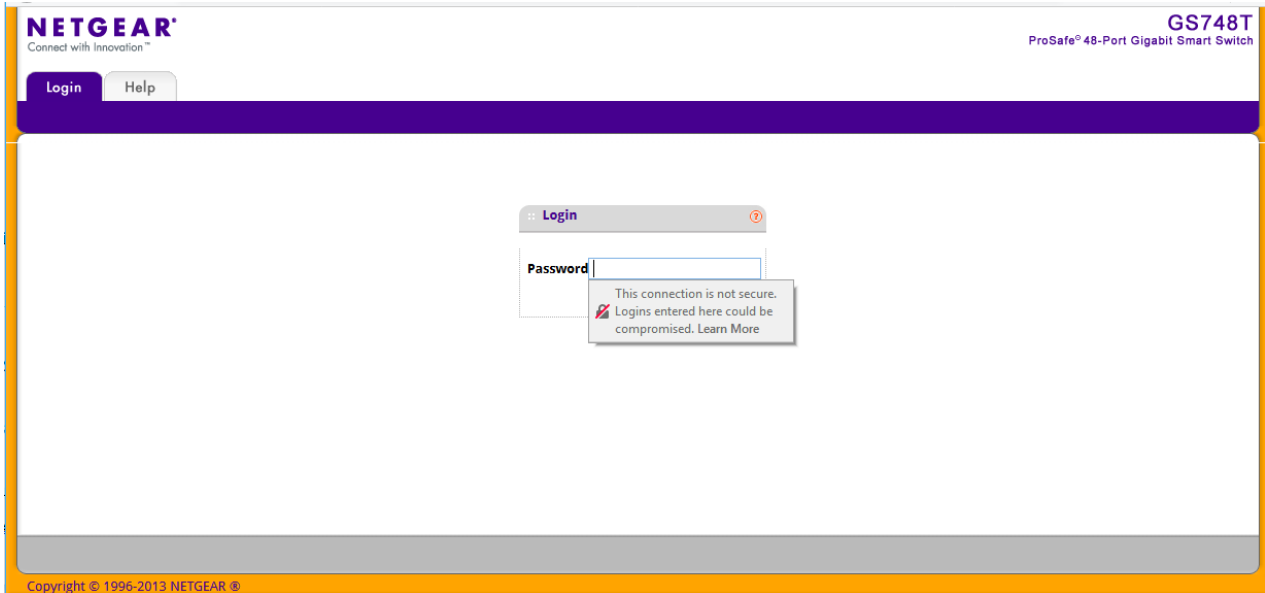 NETGEAR®
Connect with Innovation™
GS748T
ProSafe® 48-Port Gigabit Smart Switch
Login
Help
Login
Password
This connection is not secure.
Logins entered here could be
compromised. Learn More
Copyright © 1996-2013 NETGEAR ®